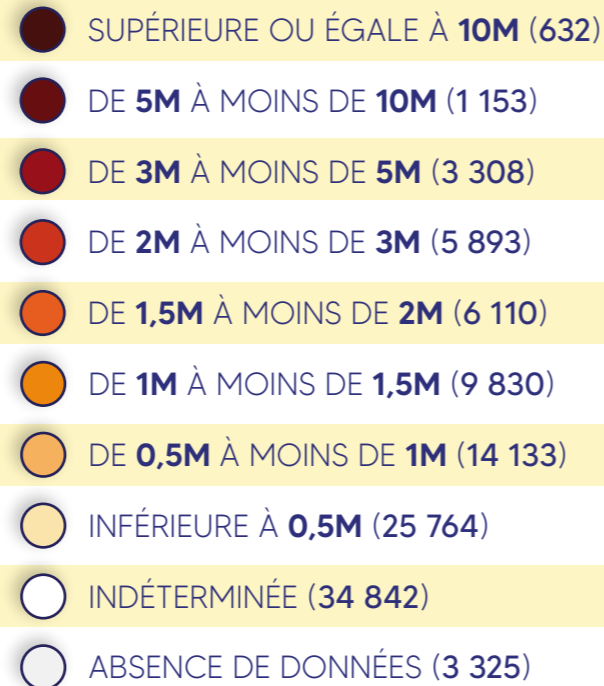 SUPÉRIEURE OU ÉGALE À 10M (632)
DE 5M À MOINS DE 10M (1 153)
DE 3M À MOINS DE 5M (3 308)
DE 2M À MOINS DE 3M (5 893)
DE 1,5M À MOINS DE 2M (6 110)
DE 1M À MOINS DE 1,5M (9 830)
DE 0,5M À MOINS DE 1M (14 133)
INFÉRIEURE À 0,5M (25 764)
INDÉTERMINÉE (34 842)
ABSENCE DE DONNÉES (3 325)